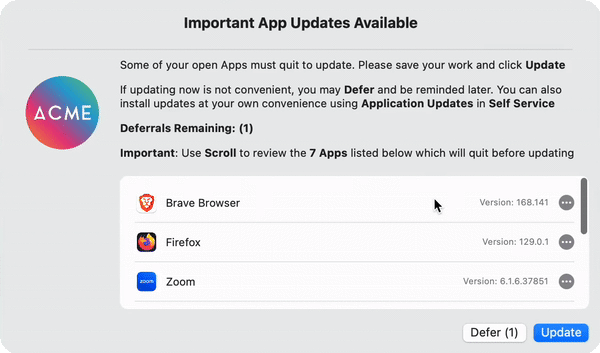 Important App Updates Available
Some of your open Apps must quit to update. Please save your work and click Update
If updating now is not convenient, you may Defer and be reminded later. You can also
install updates at your own convenience using Application Updates in Self Service
ACME
Deferrals Remaining: (1)
Important: Use Scroll to review the 7 Apps listed below which will quit before updating
Brave Browser Version: 168.141
Firefox Version: 129.0.1
zoom Zoom Version: 6.1.6.37851
Defer (1) Update